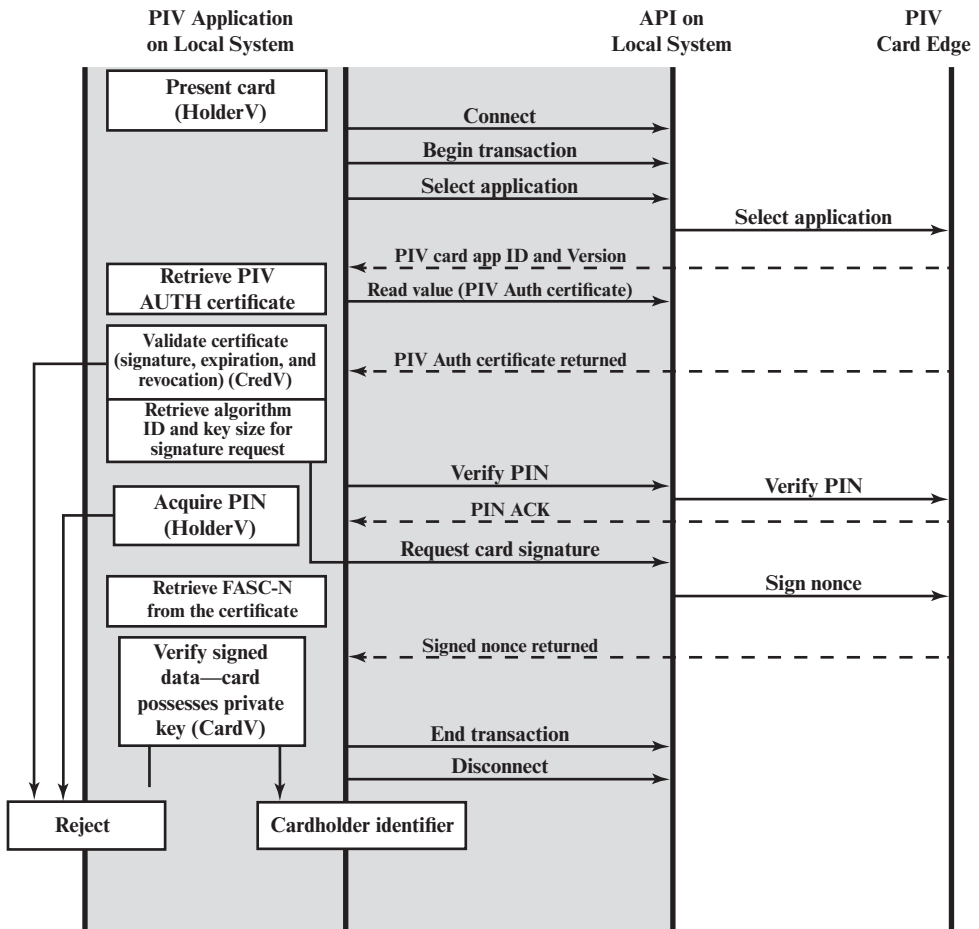 PIV Application
on Local System
API on
Local System
PIV
Card Edge
Present card
(HolderV)
Connect
Begin transaction
Select application
Select application
PIV card app ID and Version
Retrieve PIV
AUTH certificate
Read value (PIV Auth certificate)
Validate certificate
(signature, expiration, and
revocation) (CredV)
PIV Auth certificate returned
Retrieve algorithm
ID and key size for
signature request
Verify PIN
Verify PIN
Acquire PIN
(HolderV)
PIN ACK
Request card signature
Retrieve FASC-N
from the certificate
Sign nonce
Signed nonce returned
Verify signed
data—card
possesses private
key (CardV)
End transaction
Disconnect
Reject
Cardholder identifier